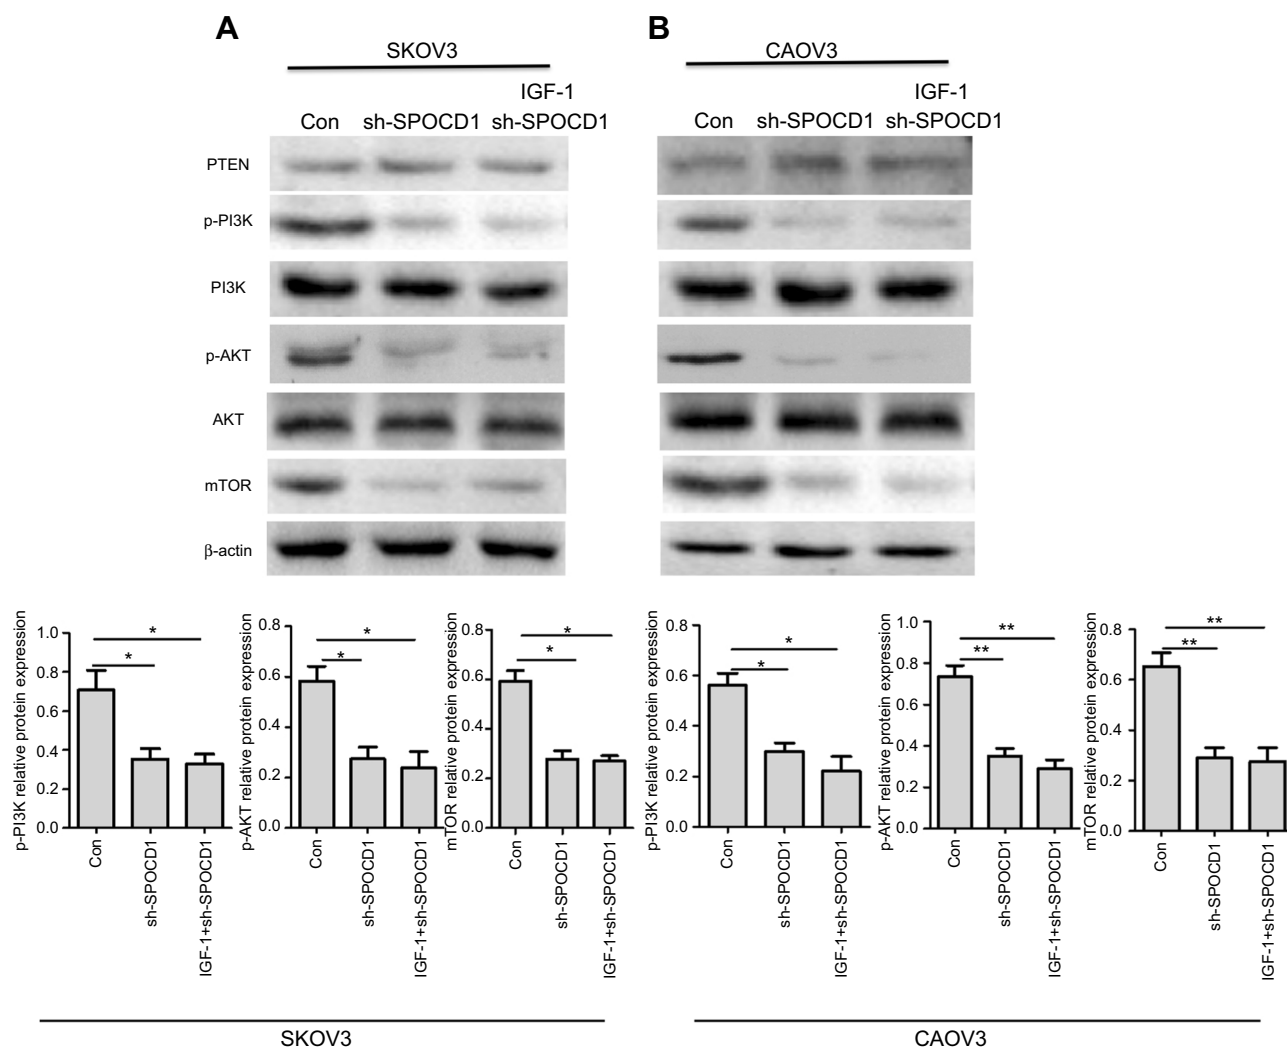 A
B
SKOV3
CAOV3
IGF-1
IGF-1
Con sh-SPOCD1 sh-SPOCD1
Con sh-SPOCD1 sh-SPOCD1
PTEN
p-PI3K
PI3K
p-AKT
AKT
mTOR
β-actin
p-PI3K relative protein expression
1.0
0.8
0.6
0.4
0.2
0.0
*
*
Con
sh-SPOCD1
IGF-1+sh-SPOCD1
p-AKT relative protein expression
0.8
0.6
0.4
0.2
0.0
*
*
Con
sh-SPOCD1
IGF-1+sh-SPOCD1
mTOR relative protein expression
0.8
0.6
0.4
0.2
0.0
*
*
Con
sh-SPOCD1
IGF-1+sh-SPOCD1
p-PI3K relative protein expression
0.8
0.6
0.4
0.2
0.0
*
*
Con
sh-SPOCD1
IGF-1+sh-SPOCD1
p-AKT relative protein expression
1.0
0.8
0.6
0.4
0.2
0.0
**
**
Con
sh-SPOCD1
IGF-1+sh-SPOCD1
mTOR relative protein expression
0.8
0.6
0.4
0.2
0.0
**
**
Con
sh-SPOCD1
IGF-1+sh-SPOCD1
SKOV3
CAOV3